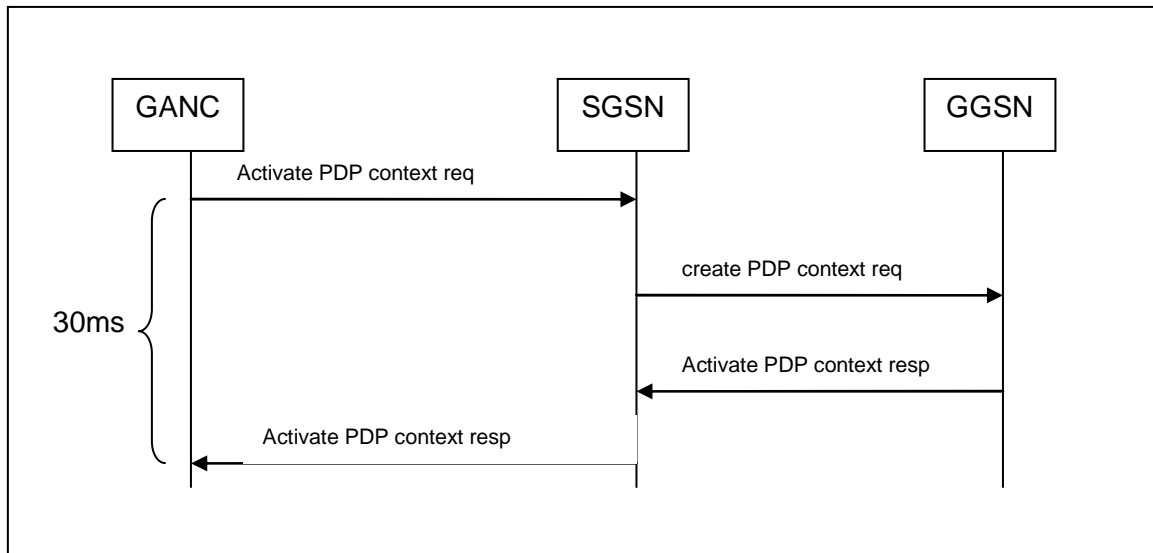 GANC
SGSN
GGSN
Activate PDP context req
create PDP context req
30ms
Activate PDP context resp
Activate PDP context resp